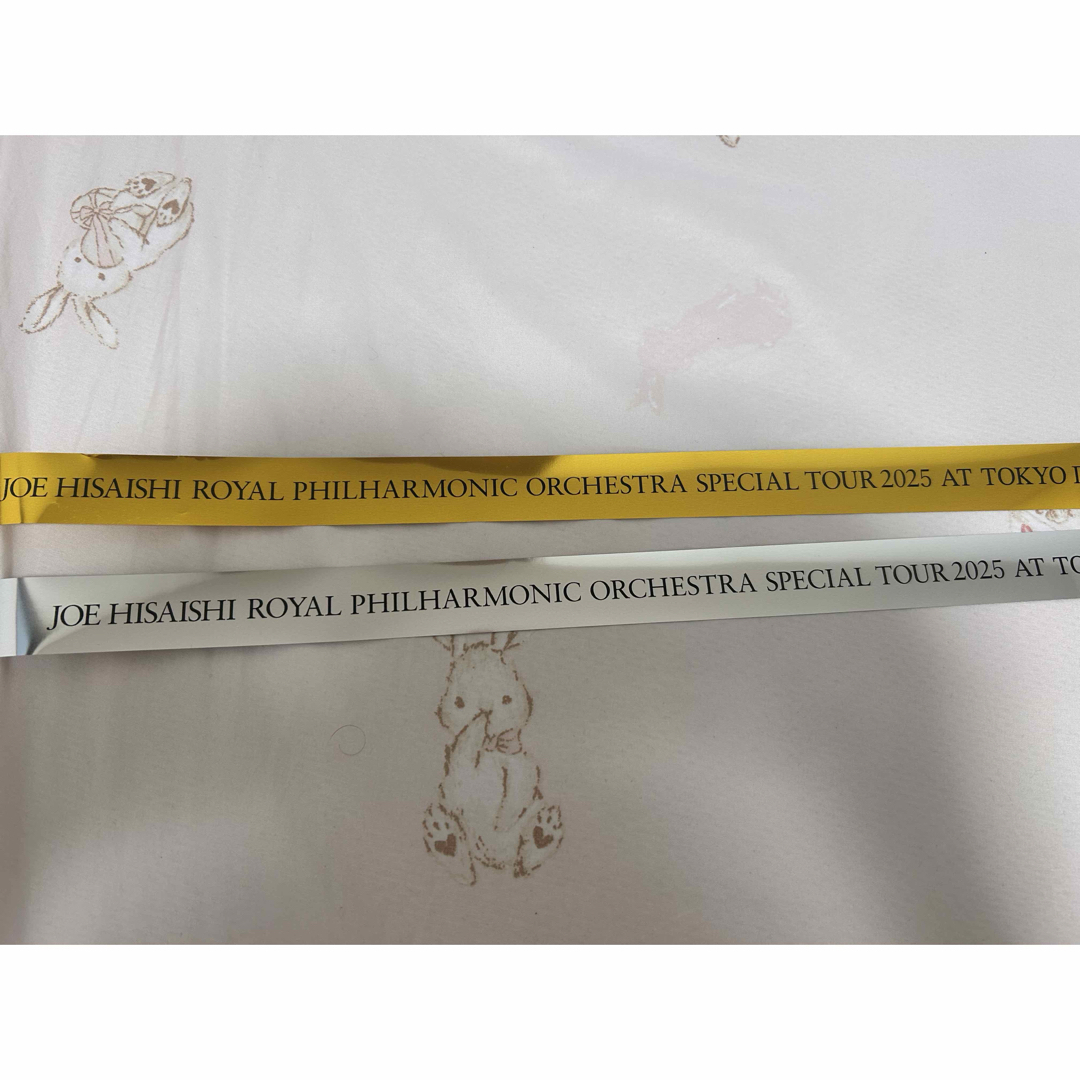 JOE HISAISHI ROYAL PHILHARMONIC ORCHESTRA SPECIAL TOUR 2025 AT TOKYO
JOE HISAISHI ROYAL PHILHARMONIC ORCHESTRA SPECIAL TOUR 2025 AT